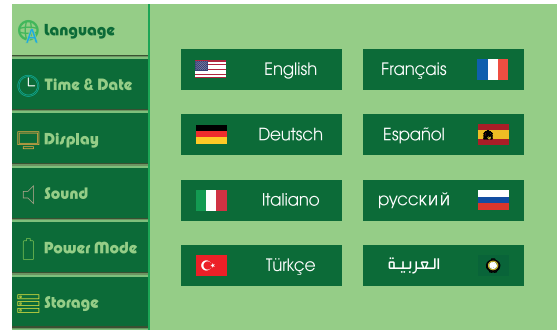 Language
Time & Date
Display
Sound
Power Mode
Storage
English
Français
Deutsch
Español
Italiano
русский
Türkçe
العربية